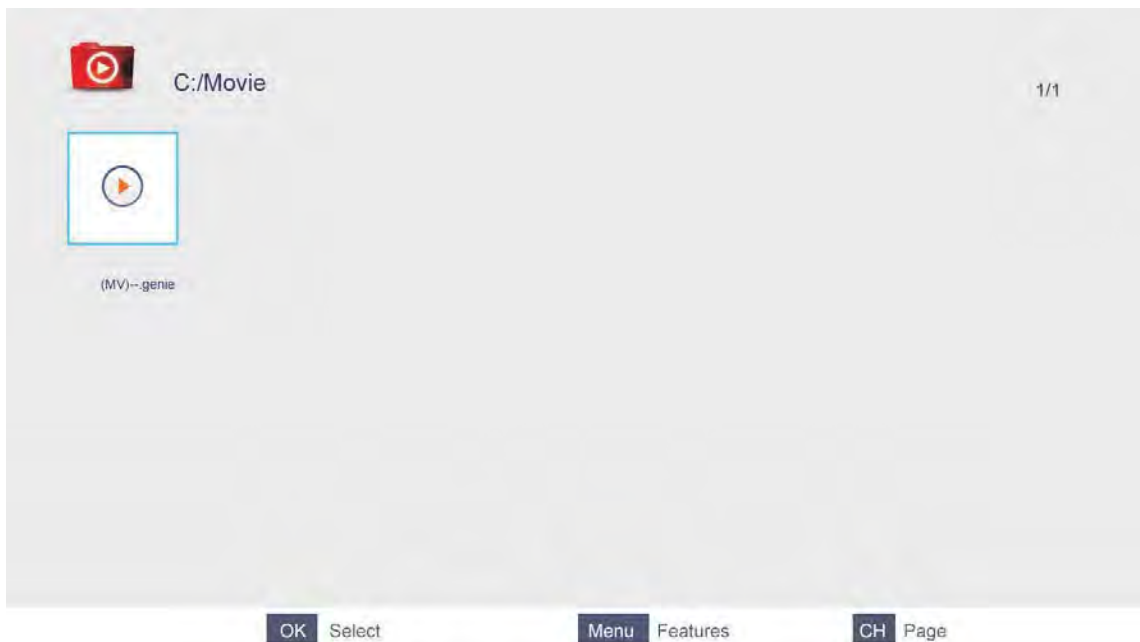 C:/Movie
1/1
(MV)--.genie
OK Select
Menu Features
CH Page